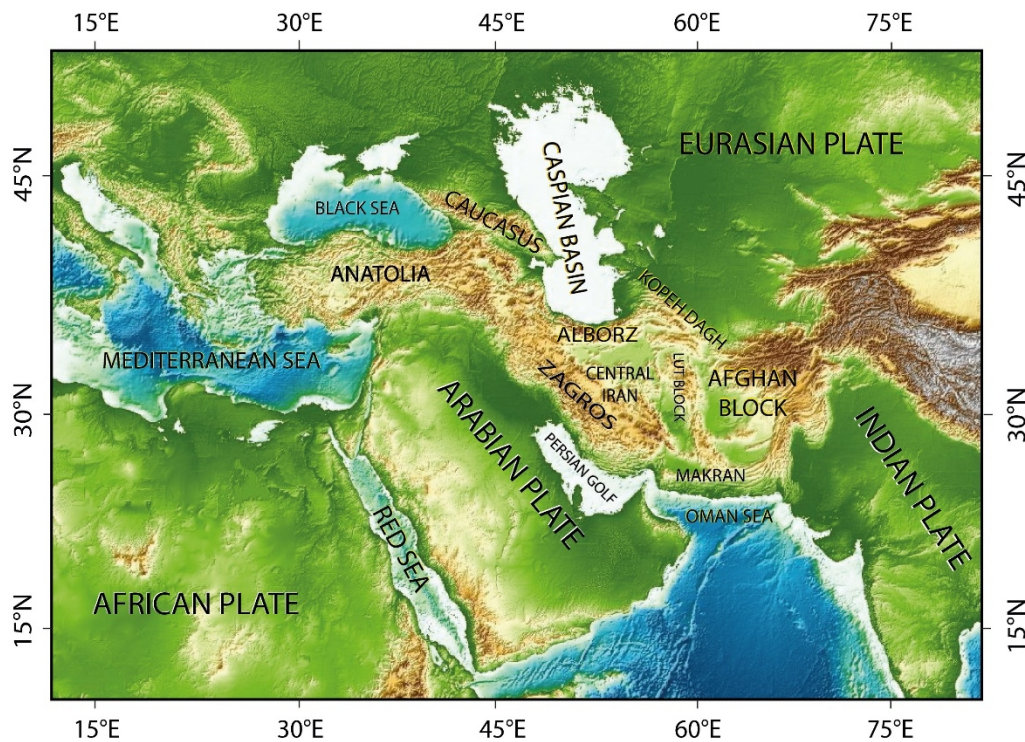 15°E 30°E 45°E 60°E 75°E
45°N
30°N
15°N
EURASIAN PLATE
CASPIAN BASIN
BLACK SEA
CAUCASUS
ANATOLIA
KOPEH DAGH
ALBORZ
MEDITERRANEAN SEA
ZAGROS
CENTRAL
IRAN
LUT BLOCK
AFGHAN
BLOCK
ARABIAN PLATE
INDIAN PLATE
PERSIAN GOLF
MAKRAN
OMAN SEA
RED SEA
AFRICAN PLATE
45°N
30°N
15°N
15°E 30°E 45°E 60°E 75°E